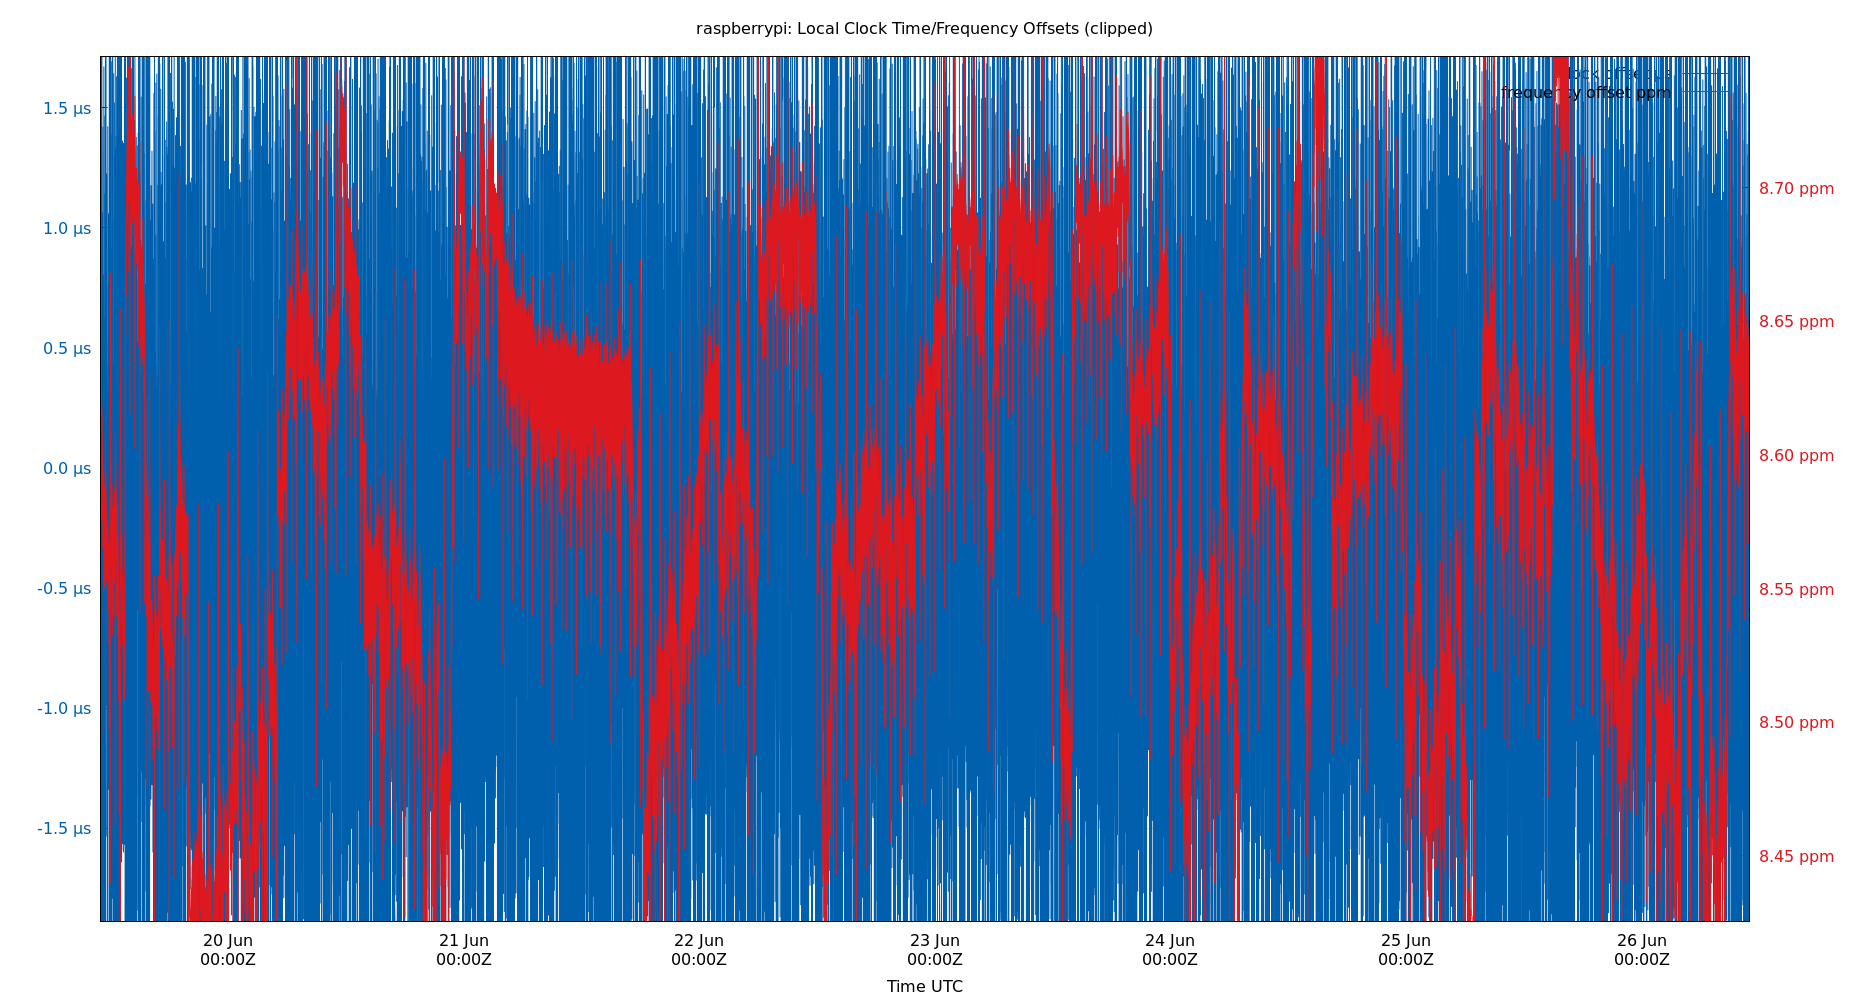 raspberrypi: Local Clock Time/Frequency Offsets (clipped)
frequency offset ppm
1.5 µs
1.0 µs
0.5 µs
0.0 µs
-0.5 µs
-1.0 µs
-1.5 µs
8.70 ppm
8.65 ppm
8.60 ppm
8.55 ppm
8.50 ppm
8.45 ppm
20 Jun
00:00Z
21 Jun
00:00Z
22 Jun
00:00Z
23 Jun
00:00Z
24 Jun
00:00Z
25 Jun
00:00Z
26 Jun
00:00Z
Time UTC